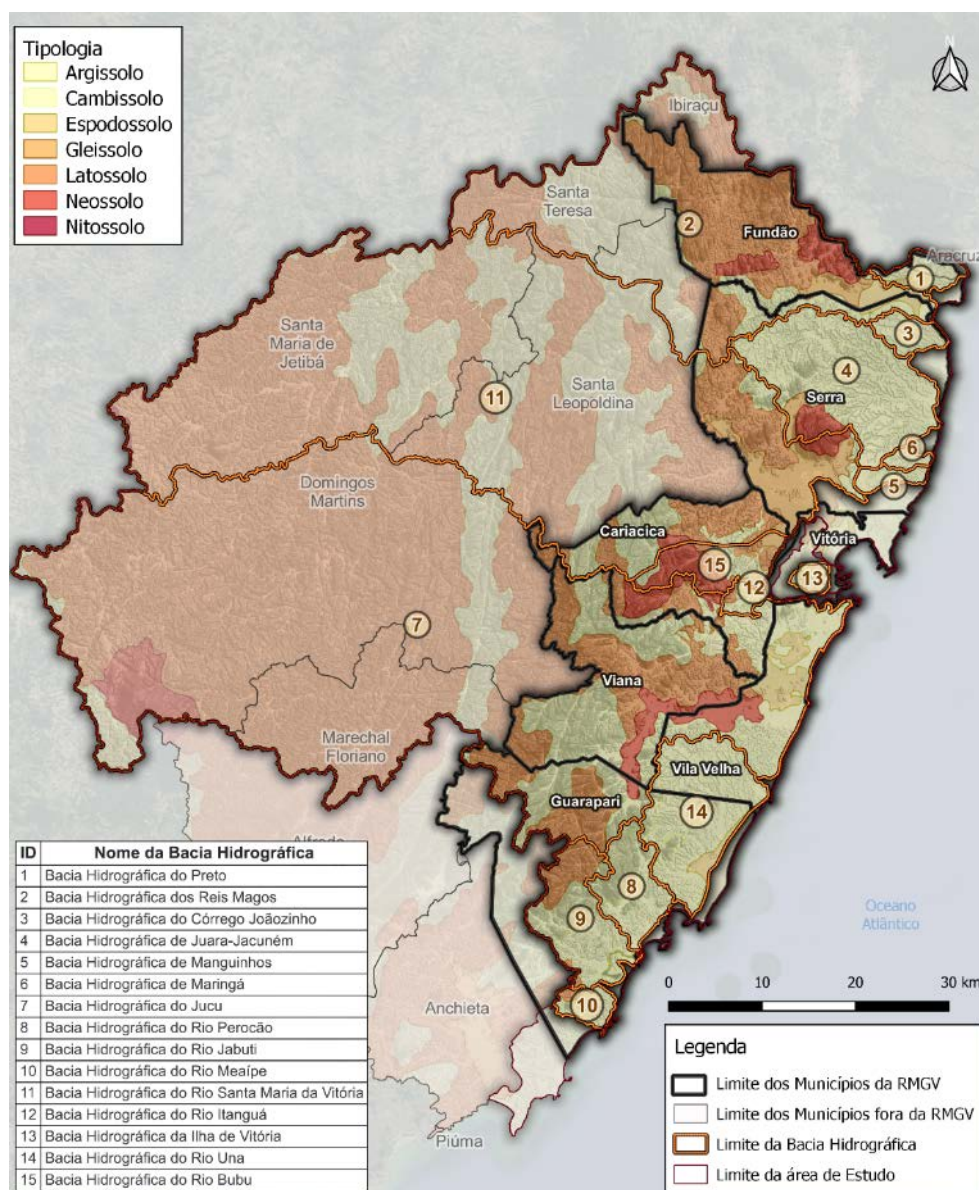 Tipologia
Argissolo
Cambissolo
Espodossolo
Gleissolo
Latossolo
Neossolo
Nitossolo
N
Ibiraçu
Santa
Teresa
2
Fundão
Aracruz
1
3
Santa
Maria de
Jetibá
4
11
Santa
Leopoldina
Serra
6
5
Domingos
Martins
Cariacica
Vitória
15
13
12
7
Viana
Marechal
Floriano
Vila Velha
Guarapari
14
Alfredo
8
9
Oceano
Atlântico
10
Anchieta
Piúma
ID Nome da Bacia Hidrográfica
1 Bacia Hidrográfica do Preto
2 Bacia Hidrográfica dos Reis Magos
3 Bacia Hidrográfica do Córrego Joãozinho
4 Bacia Hidrográfica de Juara-Jacuném
5 Bacia Hidrográfica de Manguinhos
6 Bacia Hidrográfica de Maringá
7 Bacia Hidrográfica do Jucu
8 Bacia Hidrográfica do Rio Perocão
9 Bacia Hidrográfica do Rio Jabuti
10 Bacia Hidrográfica do Rio Meaípe
11 Bacia Hidrográfica do Rio Santa Maria da Vitória
12 Bacia Hidrográfica do Rio Itanguá
13 Bacia Hidrográfica da Ilha de Vitória
14 Bacia Hidrográfica do Rio Una
15 Bacia Hidrográfica do Rio Bubu
0 10 20 30 km
Legenda
Limite dos Municípios da RMGV
Limite dos Municípios fora da RMGV
Limite da Bacia Hidrográfica
Limite da área de Estudo